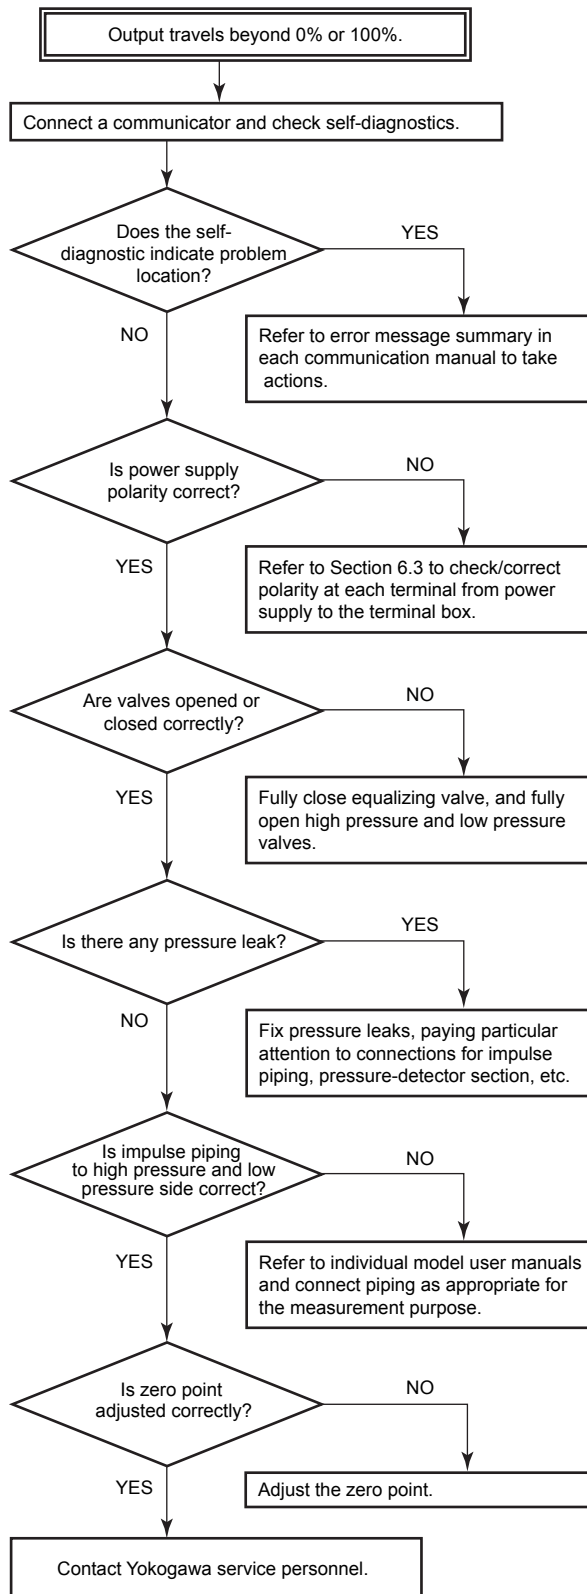 Output travels beyond 0% or 100%.
Connect a communicator and check self-diagnostics.
Does the self-
diagnostic indicate problem
location?
YES
NO
Refer to error message summary in
each communication manual to take
actions.
Is power supply
polarity correct?
NO
YES
Refer to Section 6.3 to check/correct
polarity at each terminal from power
supply to the terminal box.
Are valves opened or
closed correctly?
NO
YES
Fully close equalizing valve, and fully
open high pressure and low pressure
valves.
Is there any pressure leak?
YES
NO
Fix pressure leaks, paying particular
attention to connections for impulse
piping, pressure-detector section, etc.
Is impulse piping
to high pressure and low
pressure side correct?
NO
YES
Refer to individual model user manuals
and connect piping as appropriate for
the measurement purpose.
Is zero point
adjusted correctly?
NO
YES
Adjust the zero point.
Contact Yokogawa service personnel.